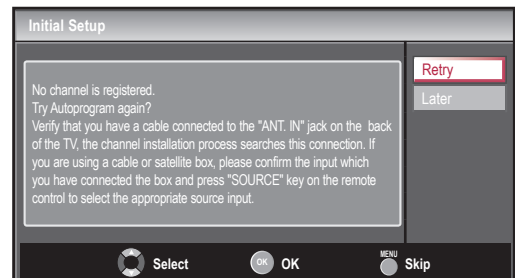 Initial Setup
No channel is registered.
Try Autoprogram again?
Verify that you have a cable connected to the "ANT. IN" jack on the back
of the TV, the channel installation process searches this connection. If
you are using a cable or satellite box, please confirm the input which
you have connected the box and press "SOURCE" key on the remote
control to select the appropriate source input.
Retry
Later
Select
OK OK
MENU Skip